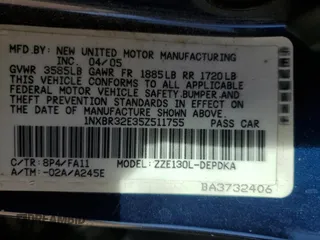 MFD.BY: NEW UNITED MOTOR MANUFACTURING
INC. 04/05
GVWR 3585LB GAWR FR 1885LB RR 1720LB
THIS VEHICLE CONFORMS TO ALL APPLICABLE
FEDERAL MOTOR VEHICLE SAFETY,BUMPER,AND
THEFT PREVENTION STANDARDS IN EFFECT ON
THE DATE OF MANUFACTURE SHOWN ABOVE.
1NXBR32E35Z511755 PASS CAR
C/TR:8P4/FA11 MODEL:ZZE130L-DEPDKA
A/TM:-02A/A245E
BA3732406